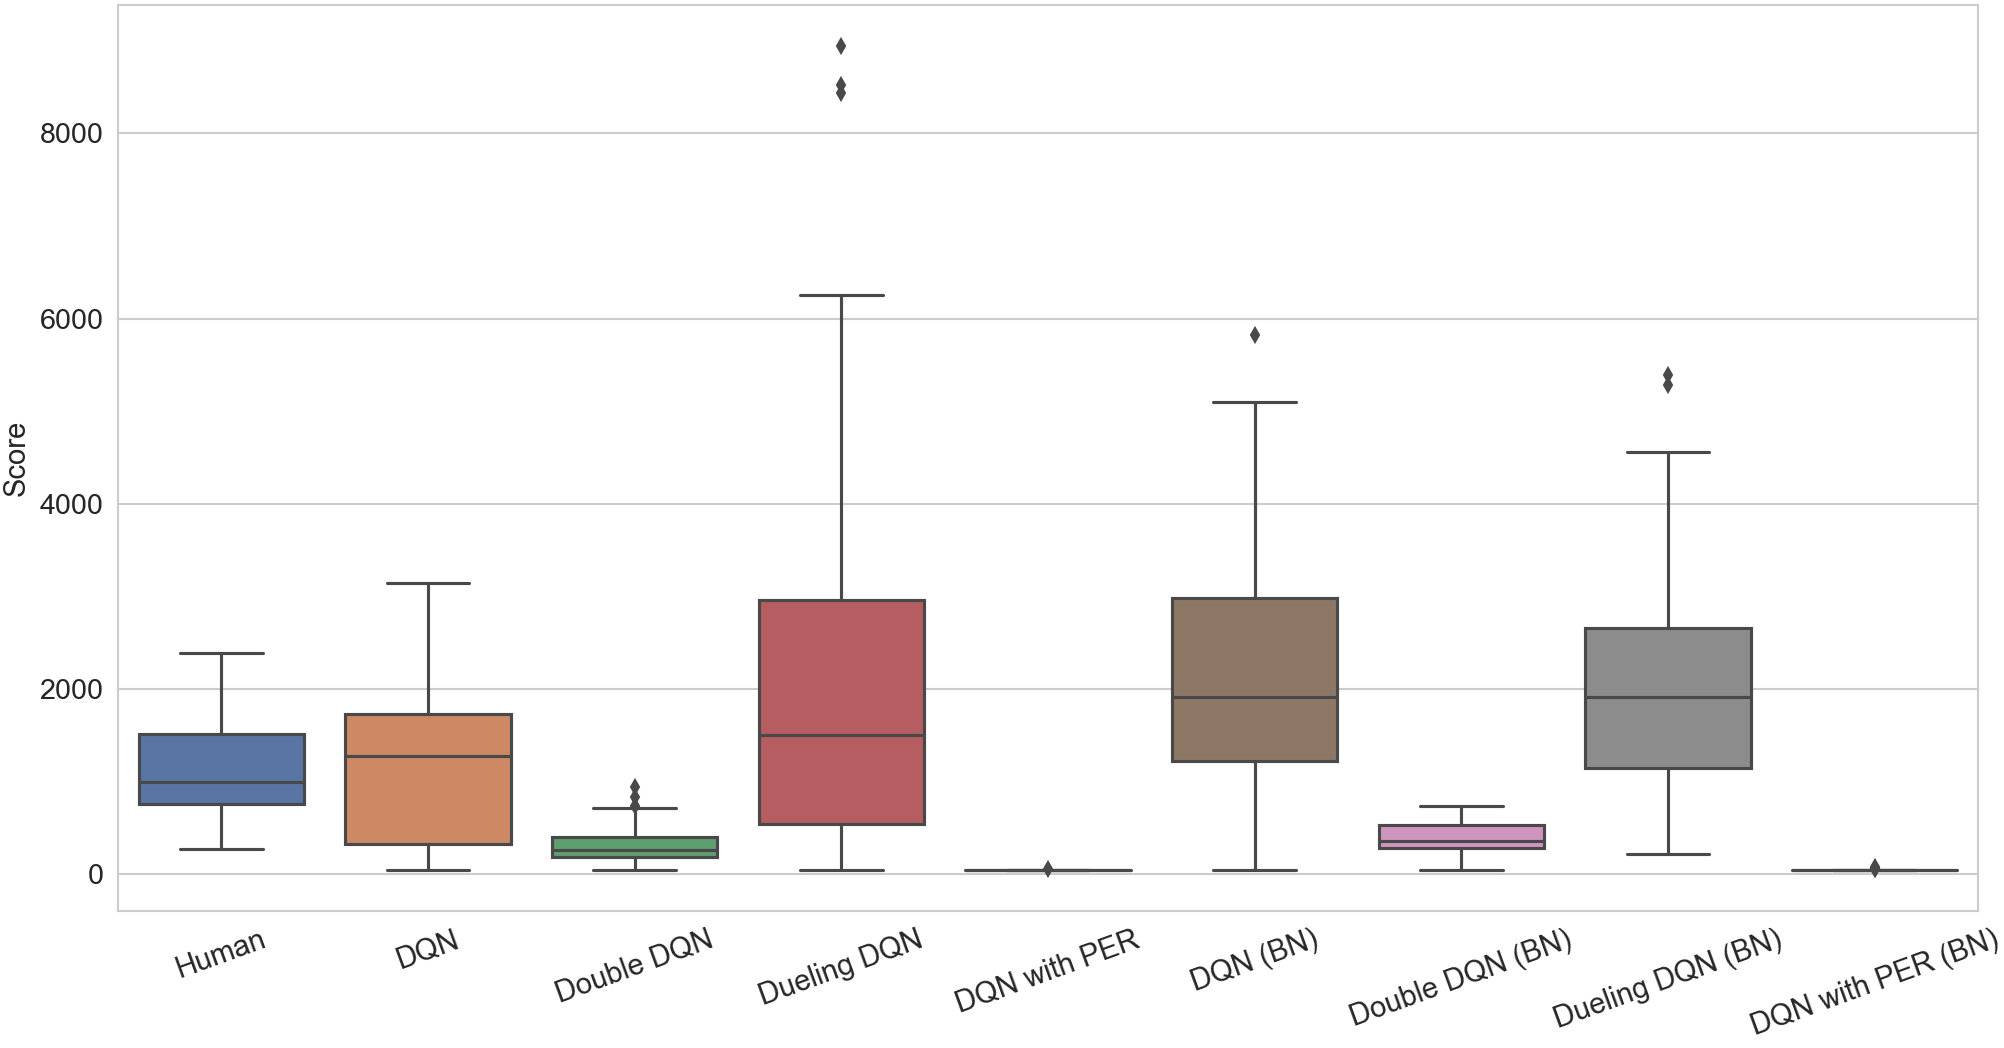 8000
6000
4000
2000
0
Score
Human
DQN
Double DQN
Dueling DQN
DQN with PER
DQN (BN)
Double DQN (BN)
Dueling DQN (BN)
DQN with PER (BN)